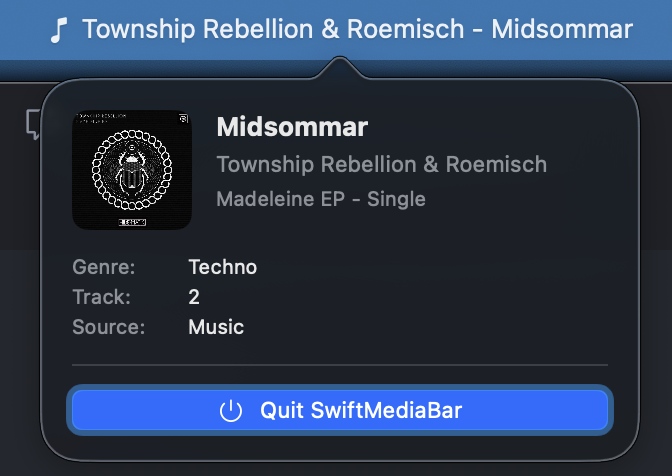 Township Rebellion & Roemisch - Midsommar
Midsommar
Township Rebellion & Roemisch
Madeleine EP - Single
Genre: Techno
Track: 2
Source: Music
Quit SwiftMediaBar